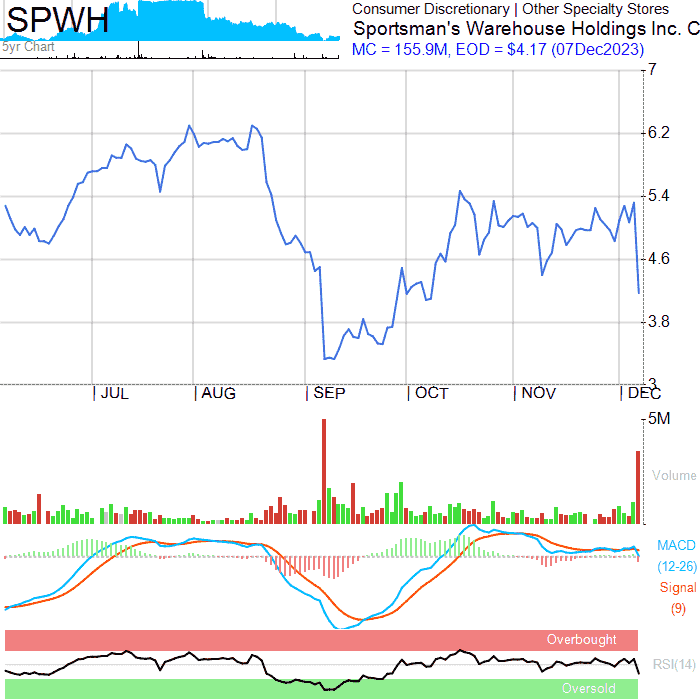 SPWH
5yr Chart
Consumer Discretionary | Other Specialty Stores
Sportsman's Warehouse Holdings Inc. C
MC = 155.9M, EOD = $4.17 (07Dec2023)
7
6.2
5.4
4.6
3.8
3
JUL AUG SEP OCT NOV DEC
5M
Volume
MACD
(12-26)
Signal
(9)
Overbought
RSI(14)
Oversold